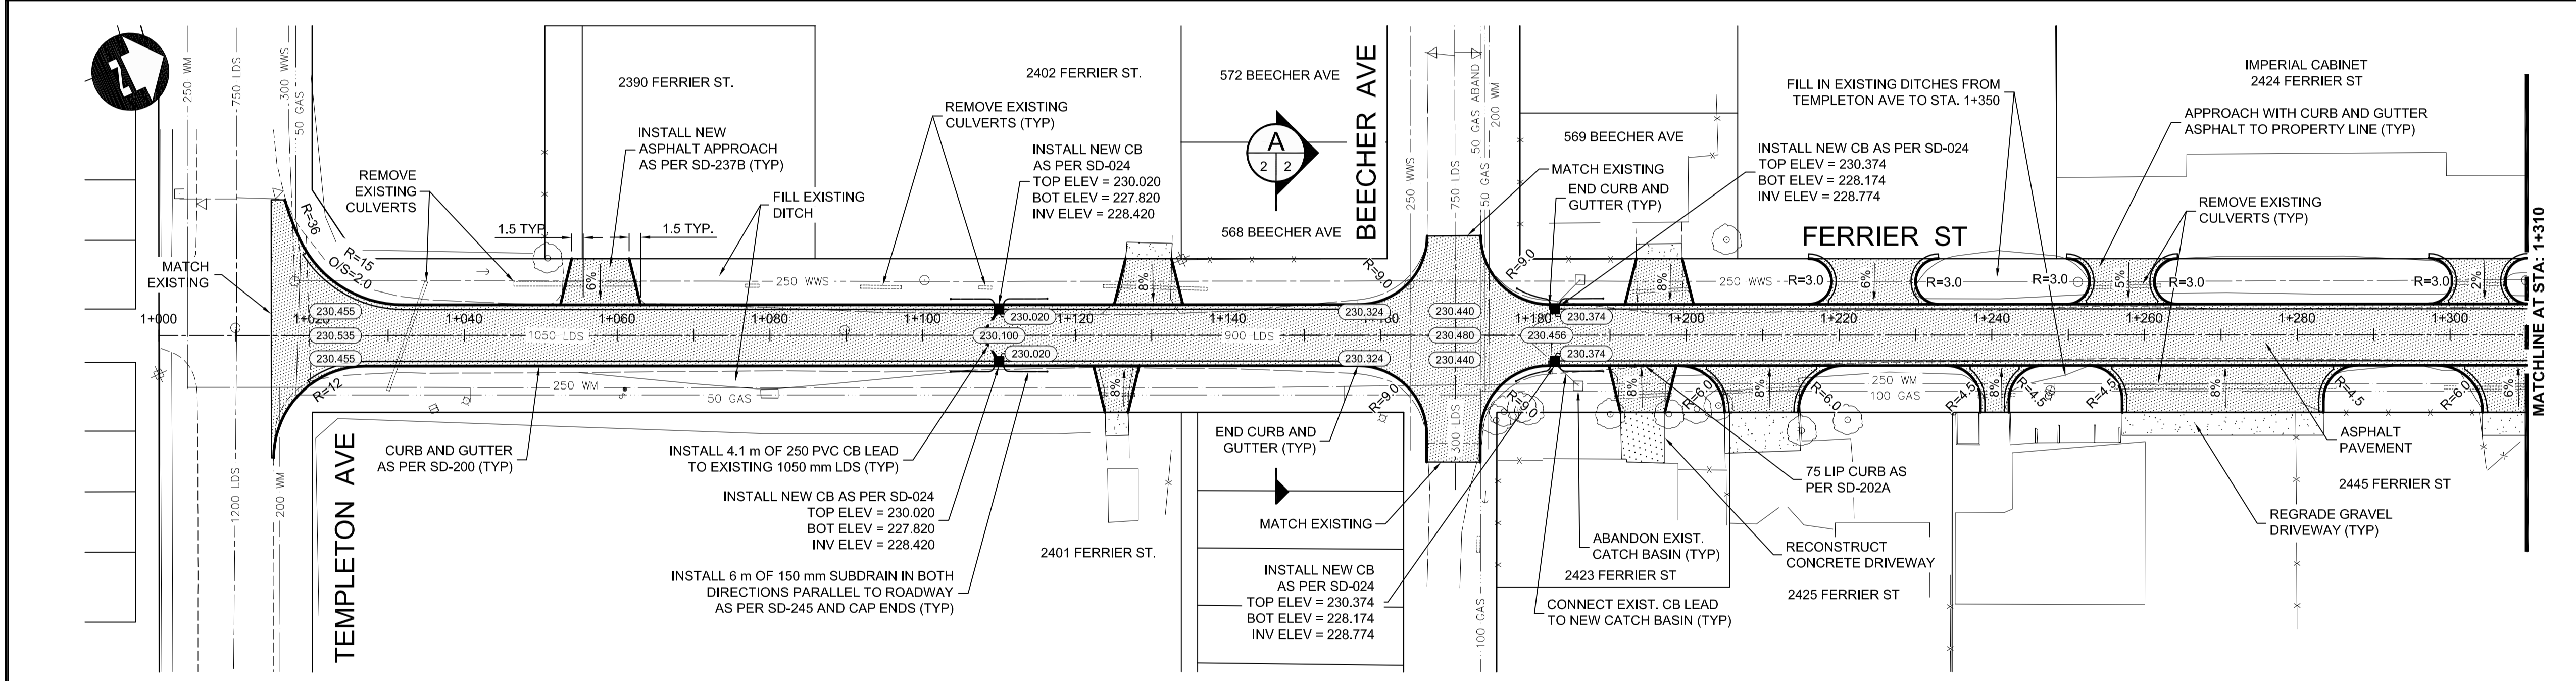 250 WM
750 LDS
300 WWS
50 GAS
2390 FERRIER ST.
INSTALL NEW
ASPHALT APPROACH
AS PER SD-237B (TYP)
REMOVE
EXISTING
CULVERTS
1.5 TYP.
1.5 TYP.
FILL EXISTING
DITCH
REMOVE EXISTING
CULVERTS (TYP)
2402 FERRIER ST.
INSTALL NEW CB
AS PER SD-024
TOP ELEV = 230.020
BOT ELEV = 227.820
INV ELEV = 228.420
572 BEECHER AVE
A
2 2
568 BEECHER AVE
BEECHER AVE
250 WWS
750 LDS
50 GAS
50 GAS ABAND
200 WM
569 BEECHER AVE
MATCH EXISTING
END CURB AND
GUTTER (TYP)
INSTALL NEW CB AS PER SD-024
TOP ELEV = 230.374
BOT ELEV = 228.174
INV ELEV = 228.774
FILL IN EXISTING DITCHES FROM
TEMPLETON AVE TO STA. 1+350
FERRIER ST
IMPERIAL CABINET
2424 FERRIER ST
APPROACH WITH CURB AND GUTTER
ASPHALT TO PROPERTY LINE (TYP)
REMOVE EXISTING
CULVERTS (TYP)
MATCHLINE AT STA: 1+310
MATCH
EXISTING
R=36
R=15
O/S=2.0
6%
250 WWS
8%
R=9.0
R=9.0
8%
250 WWS
R=3.0
6%
R=3.0
R=3.0
5%
R=3.0
R=3.0
2%
1+000
1+040
1+060
1+080
1+100
1+120
1+140
1+180
1+200
1+220
1+240
1+260
1+280
1+300
230.455
230.535
230.455
1050 LDS
230.020
230.100
230.020
900 LDS
230.324
230.324
230.440
230.480
230.440
230.374
230.456
230.374
R=12
250 WM
50 GAS
8%
R=9.0
R=9.0
8%
R=6.0
8%
R=6.0
250 WM
100 GAS
R=4.5
8%
R=4.5
R=4.5
8%
R=4.5
R=6.0
6%
1200 LDS
200 WM
TEMPLETON AVE
CURB AND GUTTER
AS PER SD-200 (TYP)
INSTALL 4.1 m OF 250 PVC CB LEAD
TO EXISTING 1050 mm LDS (TYP)
INSTALL NEW CB AS PER SD-024
TOP ELEV = 230.020
BOT ELEV = 227.820
INV ELEV = 228.420
INSTALL 6 m OF 150 mm SUBDRAIN IN BOTH
DIRECTIONS PARALLEL TO ROADWAY
AS PER SD-245 AND CAP ENDS (TYP)
2401 FERRIER ST.
END CURB AND
GUTTER (TYP)
MATCH EXISTING
INSTALL NEW CB
AS PER SD-024
TOP ELEV = 230.374
BOT ELEV = 228.174
INV ELEV = 228.774
300 LDS
100 GAS
ABANDON EXIST.
CATCH BASIN (TYP)
2423 FERRIER ST
CONNECT EXIST. CB LEAD
TO NEW CATCH BASIN (TYP)
75 LIP CURB AS
PER SD-202A
RECONSTRUCT
CONCRETE DRIVEWAY
2425 FERRIER ST
ASPHALT
PAVEMENT
2445 FERRIER ST
REGRADE GRAVEL
DRIVEWAY (TYP)